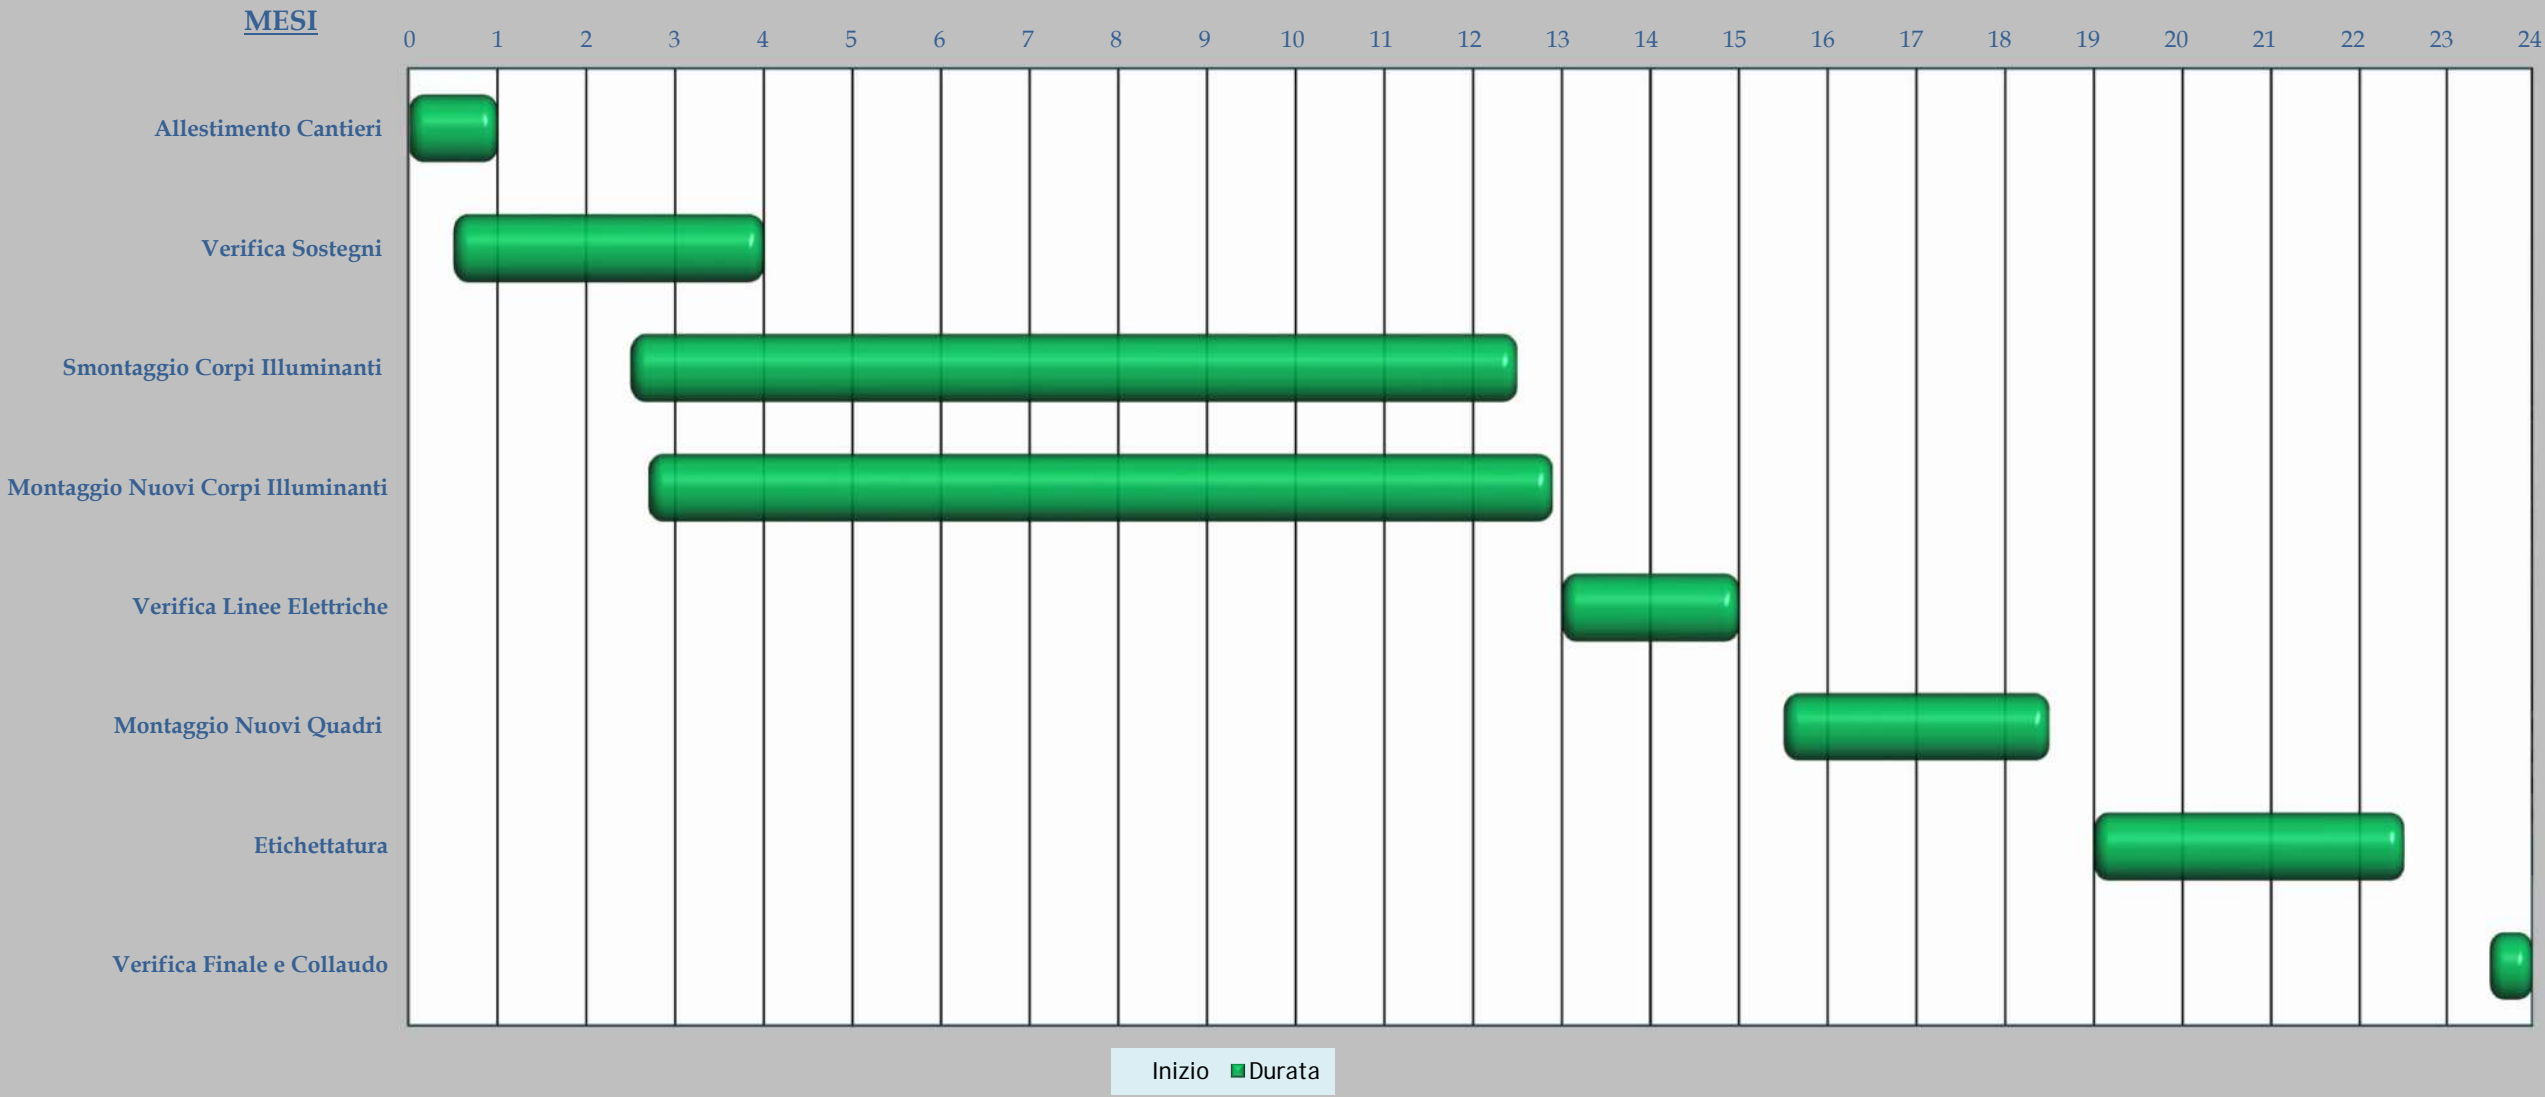 MESI
0 1 2 3 4 5 6 7 8 9 10 11 12 13 14 15 16 17 18 19 20 21 22 23 24
Allestimento Cantieri
Verifica Sostegni
Smontaggio Corpi Illuminanti
Montaggio Nuovi Corpi Illuminanti
Verifica Linee Elettriche
Montaggio Nuovi Quadri
Etichettatura
Verifica Finale e Collaudo
Inizio Durata